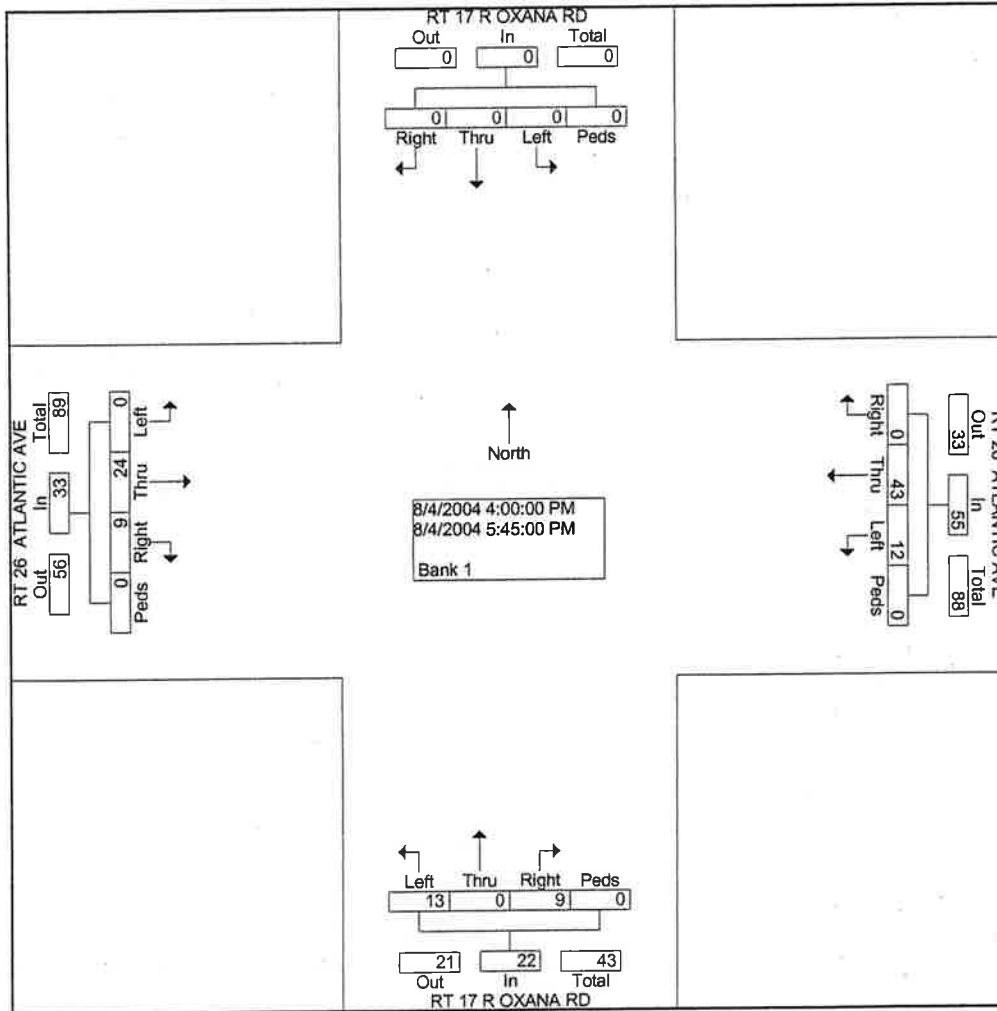 RT 17 R OXANA RD
Out In Total
0 0 0
0 0 0 0
Right Thru Left Peds
RT 26 ATLANTIC AVE
Total In Out
89 33 56
0 24 9 0
Left Thru Right Peds
North
8/4/2004 4:00:00 PM
8/4/2004 5:45:00 PM
Bank 1
Right Thru Left Peds
0 43 12 0
Out In Total
33 55 88
ATLANTIC AVE
Left Thru Right Peds
13 0 9 0
21 22 43
Out In Total
RT 17 R OXANA RD